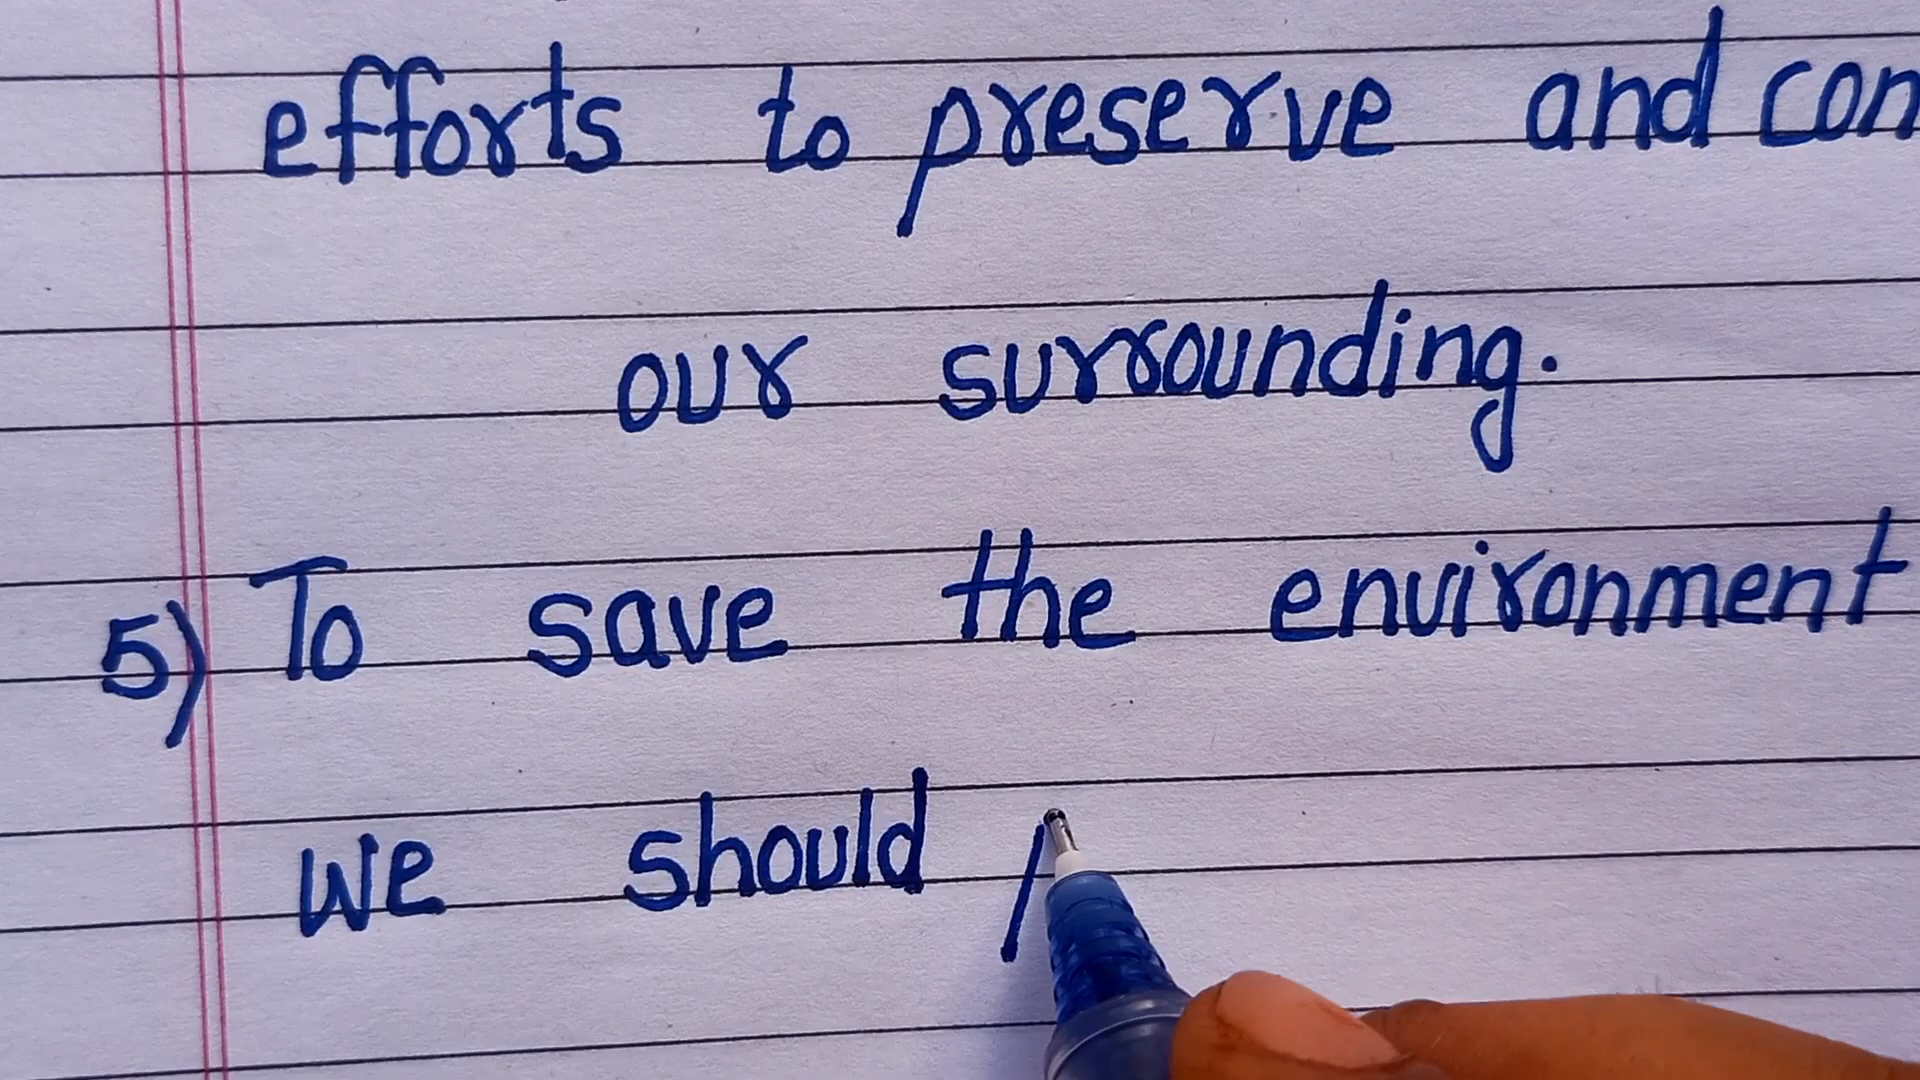 efforts to preserve and con
our surrounding.
5) To save the environment
we should